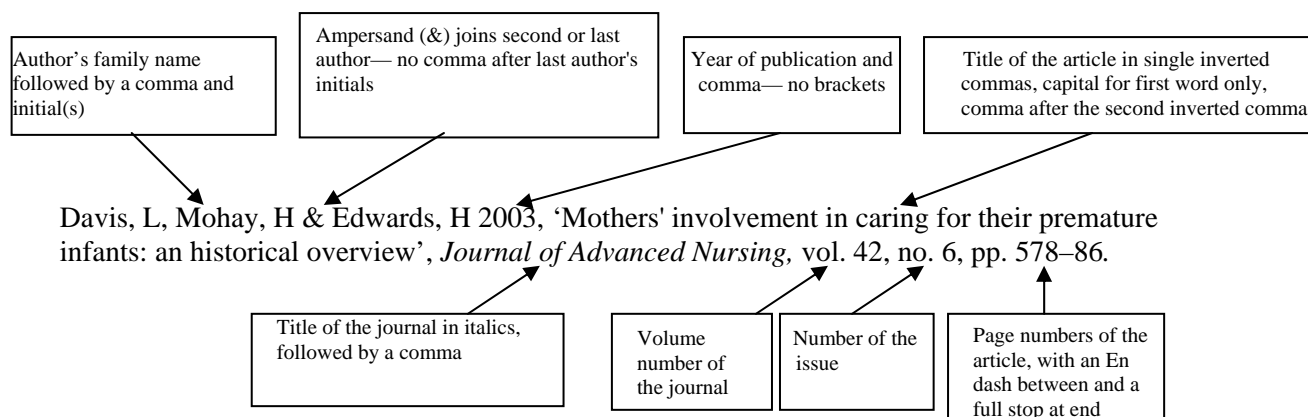 Author’s family name
followed by a comma and
initial(s)
Ampersand (&) joins second or last
author— no comma after last author's
initials
Year of publication and
comma— no brackets
Title of the article in single inverted
commas, capital for first word only,
comma after the second inverted comma
Davis, L, Mohay, H & Edwards, H 2003, ‘Mothers' involvement in caring for their premature
infants: an historical overview’, Journal of Advanced Nursing, vol. 42, no. 6, pp. 578–86.
Title of the journal in italics,
followed by a comma
Volume
number of
the journal
Number of the
issue
Page numbers of the
article, with an En
dash between and a
full stop at end